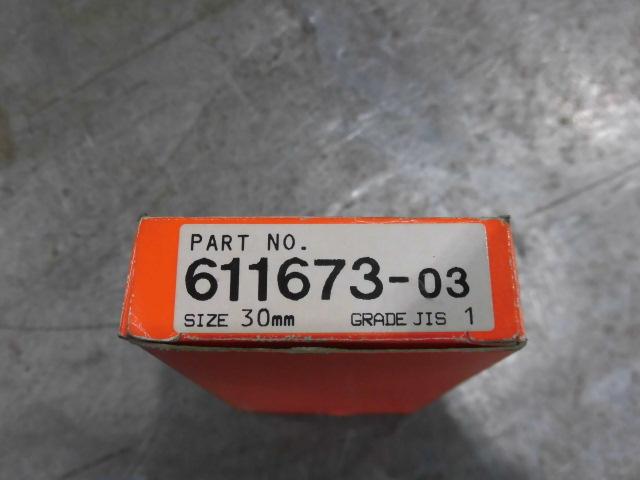 PART NO.
611673-03
SIZE 30mm GRADE JIS 1